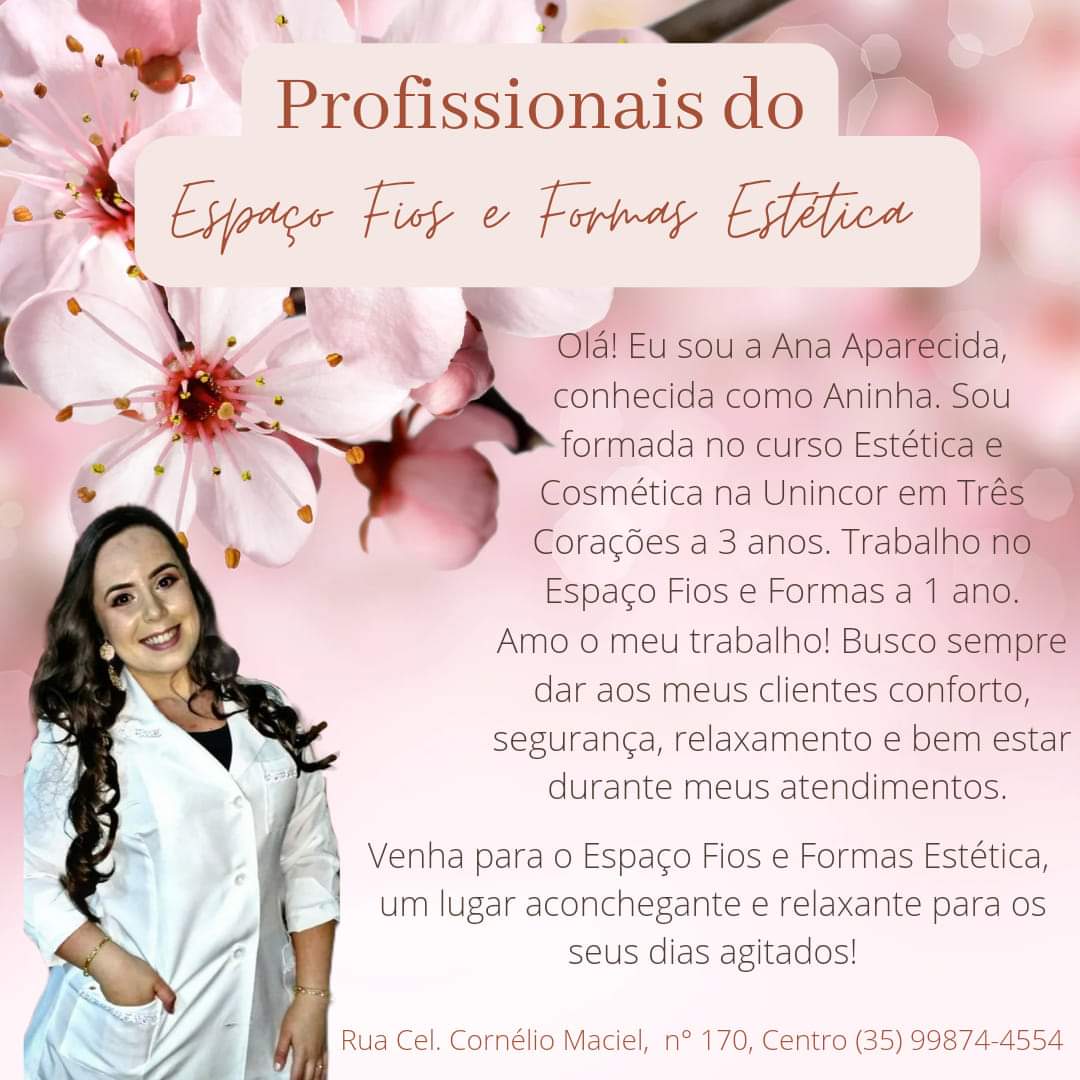 Profissionais do
Espaço Fios e Formas Estética
Olá! Eu sou a Ana Aparecida,
conhecida como Aninha. Sou
formada no curso Estética e
Cosmética na Unincor em Três
Corações a 3 anos. Trabalho no
Espaço Fios e Formas a 1 ano.
Amo o meu trabalho! Busco sempre
dar aos meus clientes conforto,
segurança, relaxamento e bem estar
durante meus atendimentos.
Venha para o Espaço Fios e Formas Estética,
um lugar aconchegante e relaxante para os
seus dias agitados!
Rua Cel. Cornélio Maciel, n° 170, Centro (35) 99874-4554